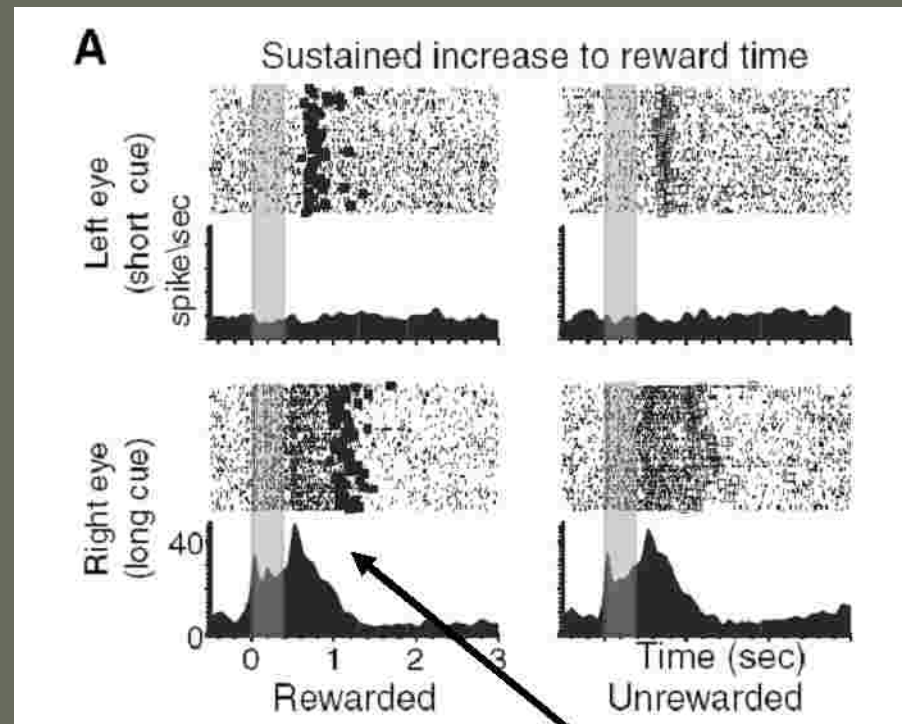 A
Sustained increase to reward time
Left eye
(short cue)
spike\sec
Right eye
(long cue)
40
0
0
1
2
3
Time (sec)
Rewarded
Unrewarded